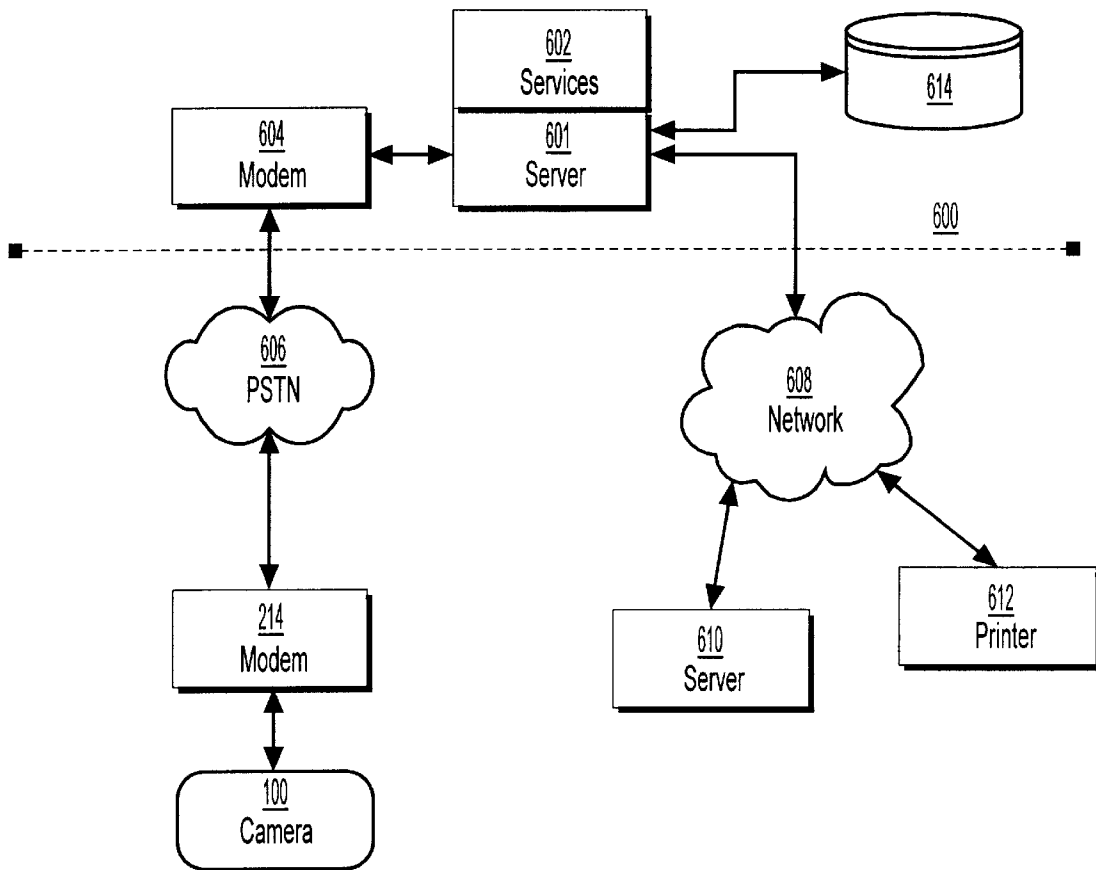 602
Services
614
604
Modem
601
Server
600
606
PSTN
608
Network
214
Modem
610
Server
612
Printer
100
Camera